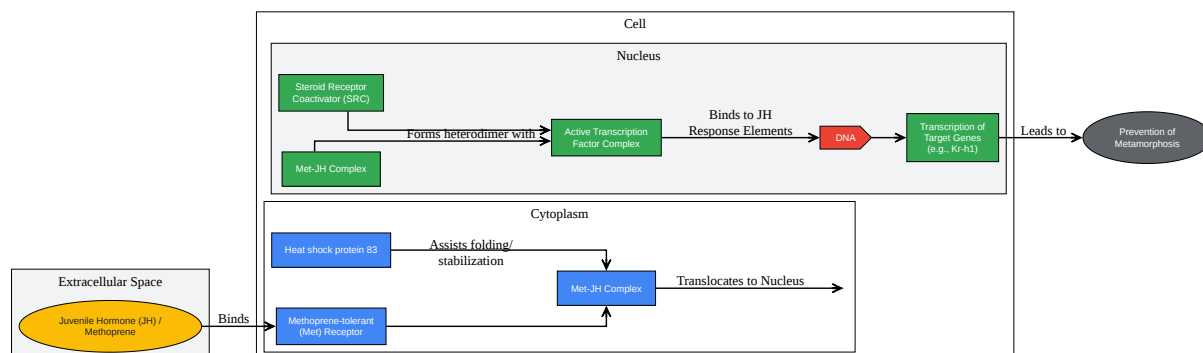 Cell
Nucleus
Steroid Receptor
Coactivator (SRC)
Forms heterodimer with
Met-JH Complex
Active Transcription
Factor Complex
Binds to JH
Response Elements
DNA
Transcription of
Target Genes
(e.g., Kr-h1)
Leads to
Prevention of
Metamorphosis
Cytoplasm
Heat shock protein 83
Assists folding/
stabilization
Met-JH Complex
Translocates to Nucleus
Extracellular Space
Juvenile Hormone (JH) /
Methoprene
Binds
Methoprene-tolerant
(Met) Receptor